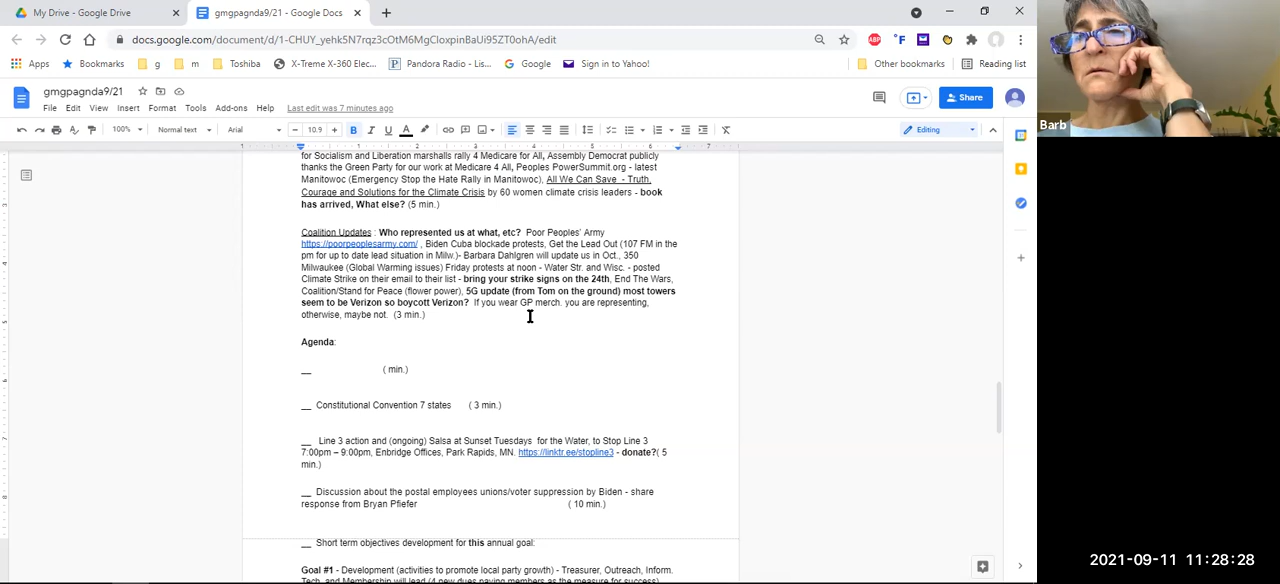 My Drive - Google Drive
gmgpagnda9/21 - Google Docs
docs.google.com/document/d/1-CHUY_yehk5N7rqz3cOtM6MgCloxpinBaUi95ZT0ohA/edit
Apps Bookmarks g m Toshiba X-Treme X-360 Elec... Pandora Radio - Lis... Google Sign in to Yahoo! Other bookmarks Reading list
gmgpagnda9/21
File Edit View Insert Format Tools Add-ons Help Last edit was 7 minutes ago
Share
100% Normal text Arial 10.9 Editing
for Socialism and Liberation marshalls rally 4 Medicare for All, Assembly Democrat publicly
thanks the Green Party for our work at Medicare 4 All, Peoples PowerSummit.org - latest
Manitowoc (Emergency Stop the Hate Rally in Manitowoc), All We Can Save - Truth,
Courage and Solutions for the Climate Crisis by 60 women climate crisis leaders - book
has arrived, What else? (5 min.)
Coalition Updates : Who represented us at what, etc? Poor Peoples' Army
https://poorpeoplesarmy.com/ , Biden Cuba blockade protests, Get the Lead Out (107 FM in the
pm for up to date lead situation in Milw.)- Barbara Dahlgren will update us in Oct., 350
Milwaukee (Global Warming issues) Friday protests at noon - Water Str. and Wisc. - posted
Climate Strike on their email to their list - bring your strike signs on the 24th, End The Wars,
Coalition/Stand for Peace (flower power), 5G update (from Tom on the ground) most towers
seem to be Verizon so boycott Verizon? If you wear GP merch. you are representing,
otherwise, maybe not. (3 min.)
Agenda:
__ ( min.)
__ Constitutional Convention 7 states ( 3 min.)
__ Line 3 action and (ongoing) Salsa at Sunset Tuesdays for the Water, to Stop Line 3
7:00pm – 9:00pm, Enbridge Offices, Park Rapids, MN. https://linktr.ee/stopline3 - donate?( 5
min.)
__ Discussion about the postal employees unions/voter suppression by Biden - share
response from Bryan Pfiefer ( 10 min.)
__ Short term objectives development for this annual goal:
Goal #1 - Development (activities to promote local party growth) - Treasurer, Outreach, Inform.
Tech, and Membership will lead (4 new dues paying members as the measure for success)
Barb
2021-09-11 11:28:28